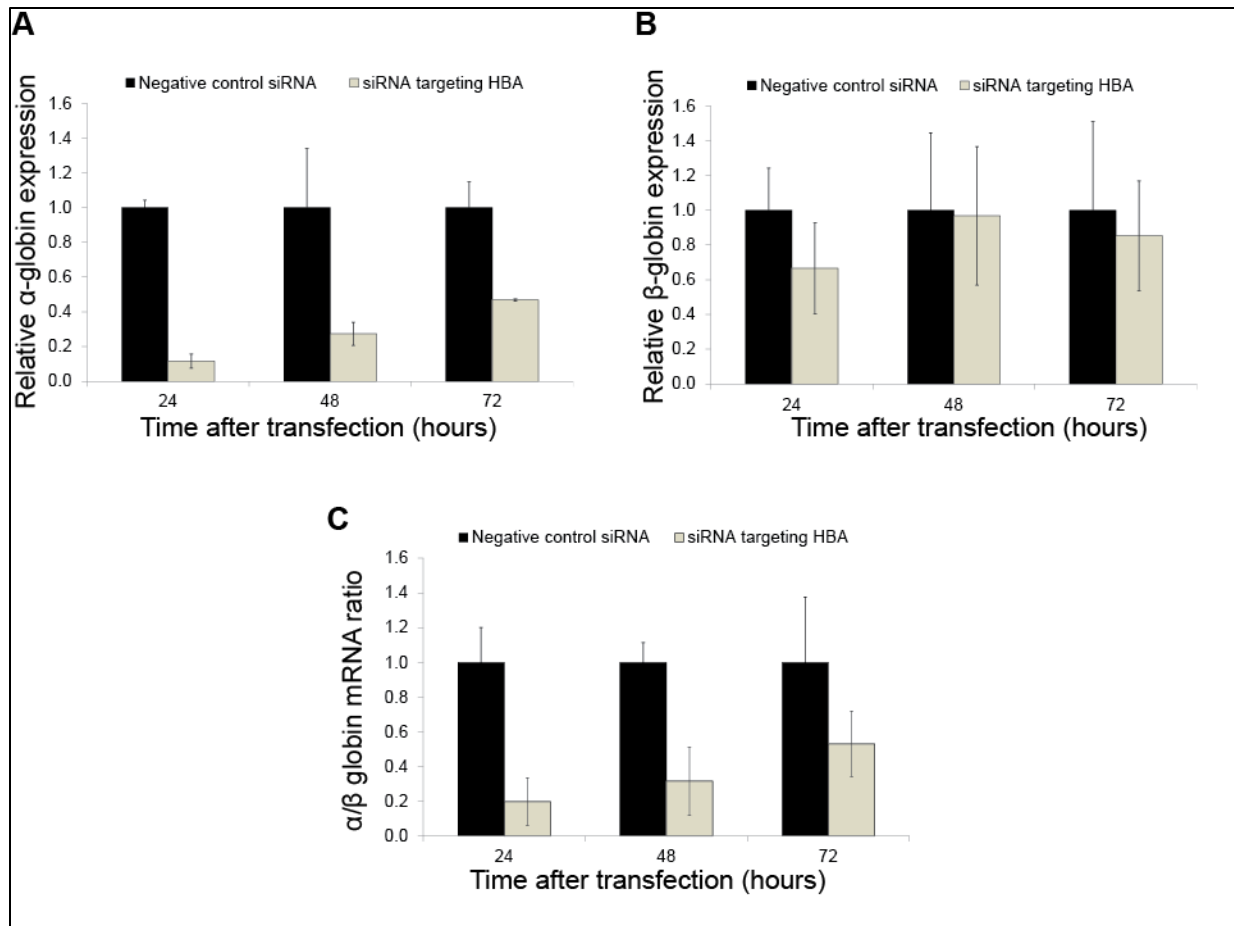 A
Negative control siRNA siRNA targeting HBA
Relative α-globin expression
1.6
1.4
1.2
1.0
0.8
0.6
0.4
0.2
0.0
24 48 72
Time after transfection (hours)
B
Negative control siRNA siRNA targeting HBA
Relative β-globin expression
1.6
1.4
1.2
1.0
0.8
0.6
0.4
0.2
0.0
24 48 72
Time after transfection (hours)
C
Negative control siRNA siRNA targeting HBA
α/β globin mRNA ratio
1.6
1.4
1.2
1.0
0.8
0.6
0.4
0.2
0.0
24 48 72
Time after transfection (hours)